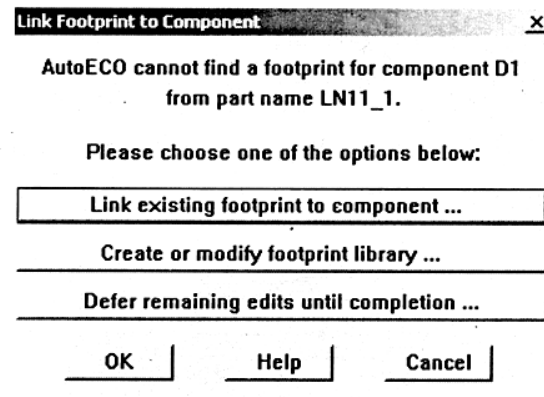 Link Footprint to Component
AutoECO cannot find a footprint for component D1
from part name LN11_1.
Please choose one of the options below:
Link existing footprint to component ...
Create or modify footprint library ...
Defer remaining edits until completion ...
OK Help Cancel